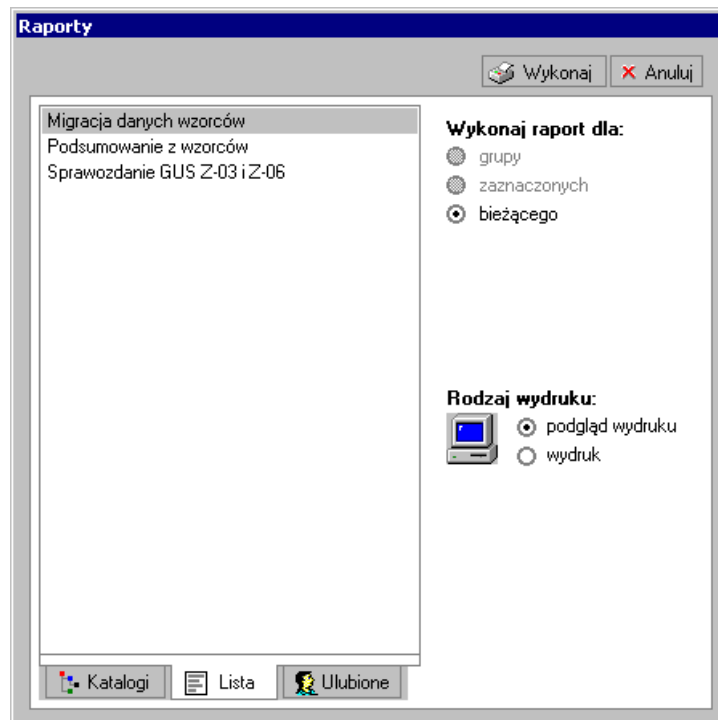 Raporty
Wykonaj
Anuluj
Migracja danych wzorców
Podsumowanie z wzorców
Sprawozdanie GUS Z-03 i Z-06
Wykonaj raport dla:
grupy
zaznaczonych
bieżącego
Rodzaj wydruku:
podgląd wydruku
wydruk
Katalogi
Lista
Ulubione